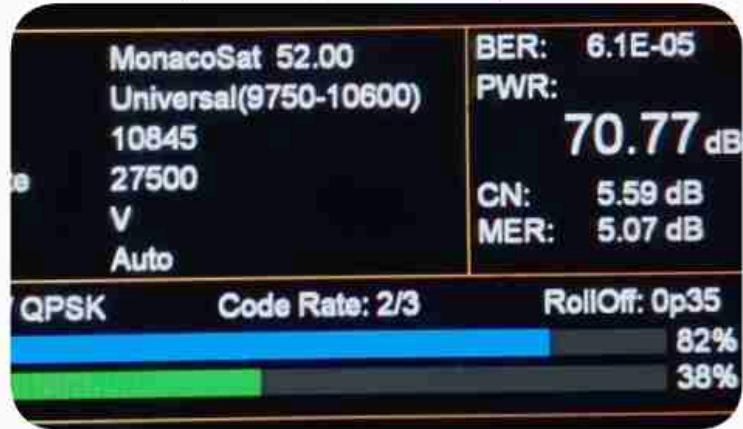 MonacoSat 52.00
Universal(9750-10600)
10845
27500
V
Auto
BER: 6.1E-05
PWR:
70.77 dB
CN: 5.59 dB
MER: 5.07 dB
QPSK Code Rate: 2/3 RollOff: 0p35
82%
38%